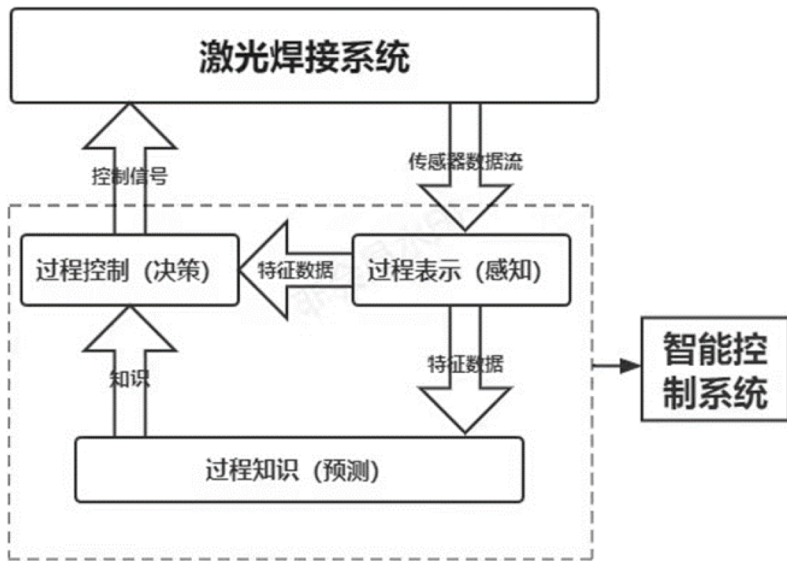 激光焊接系统
控制信号
传感器数据流
过程控制（决策）
特征数据
过程表示（感知）
知识
特征数据
智能控
制系统
过程知识（预测）